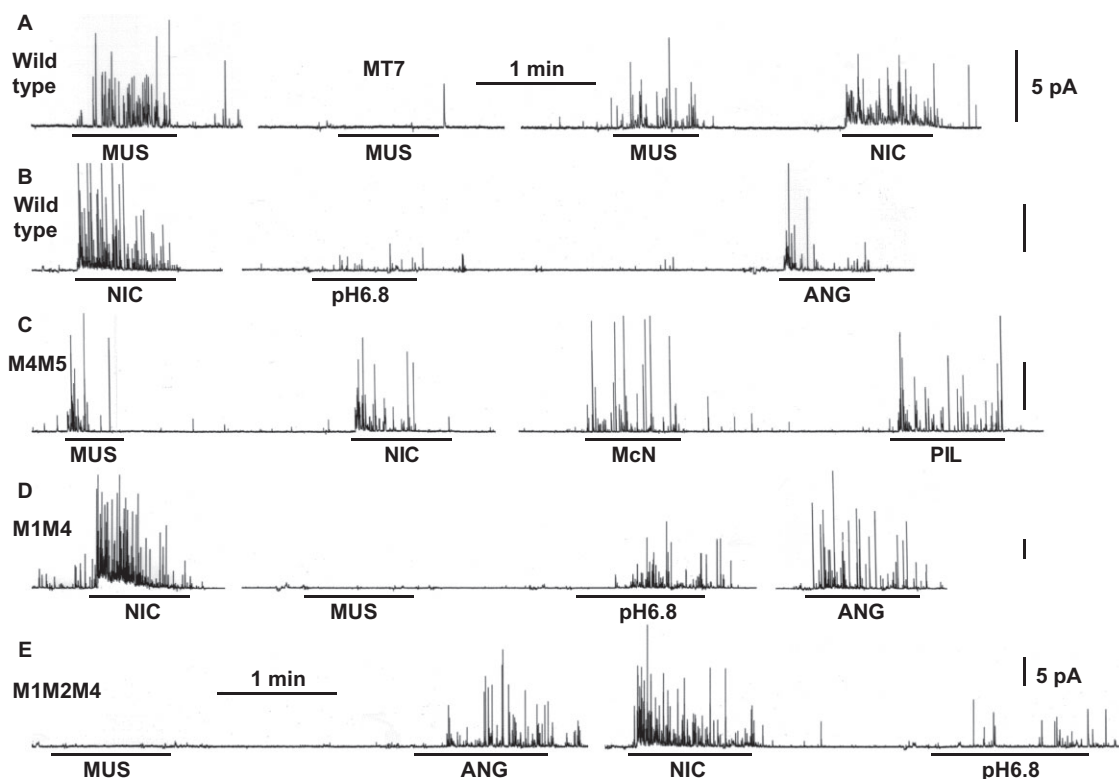 A
Wild
type
MT7
1 min
5 pA
MUS
MUS
MUS
NIC
B
Wild
type
NIC
pH6.8
ANG
C
M4M5
MUS
NIC
McN
PIL
D
M1M4
NIC
MUS
pH6.8
ANG
E
M1M2M4
1 min
5 pA
MUS
ANG
NIC
pH6.8